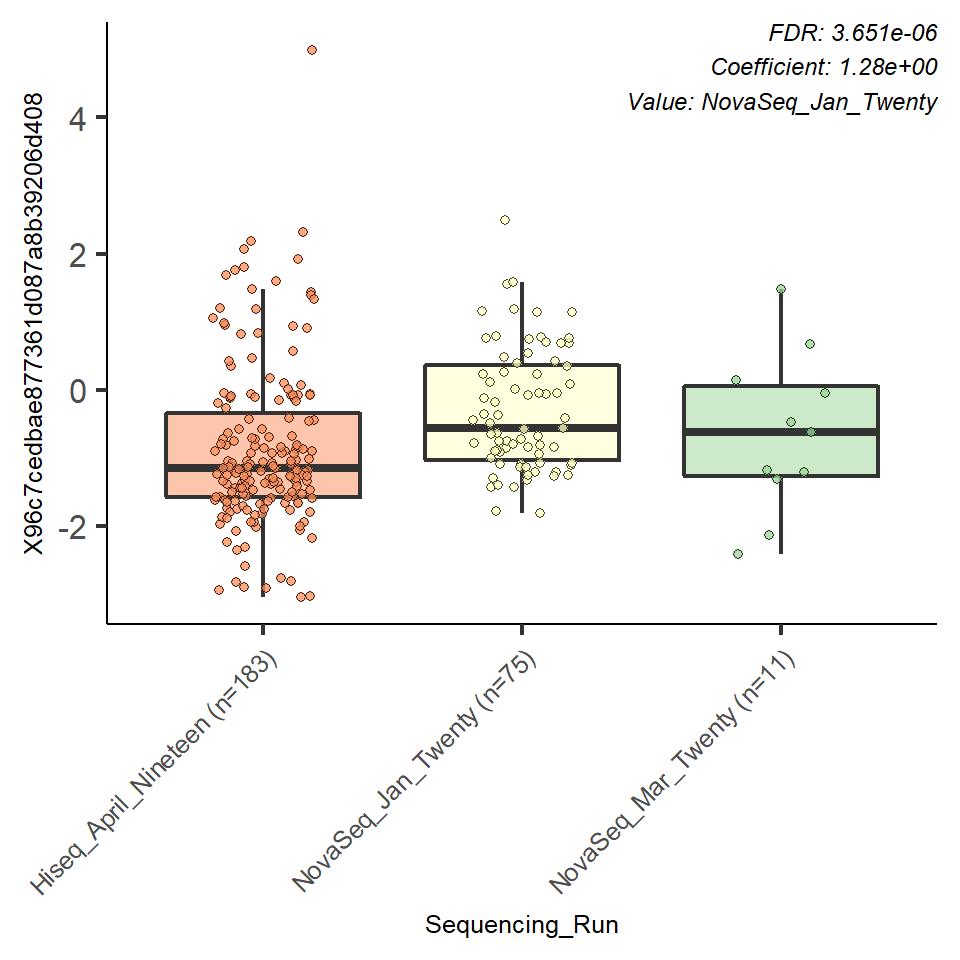 FDR: 3.651e-06
Coefficient: 1.28e+00
Value: NovaSeq_Jan_Twenty
X96c7cedbae877361d087a8b39206d408
4
2
0
-2
Hiseq_April_Nineteen (n=183)
NovaSeq_Jan_Twenty (n=75)
NovaSeq_Mar_Twenty (n=11)
Sequencing_Run